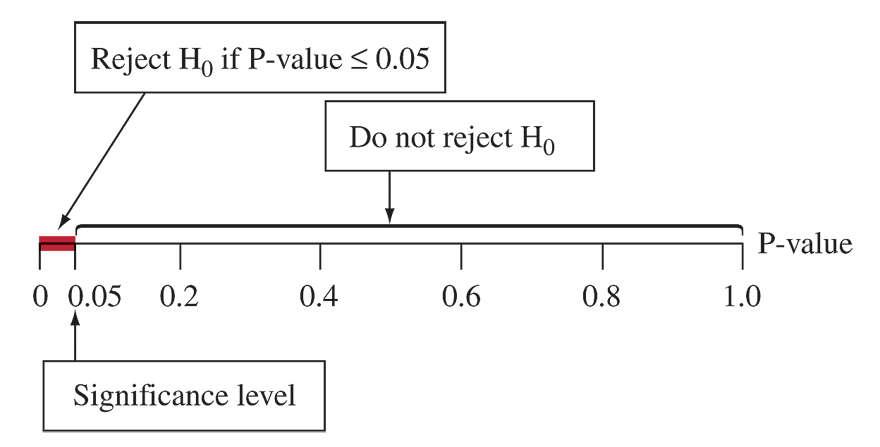 Reject H₀ if P-value ≤ 0.05
Do not reject H₀
P-value
0 0.05 0.2 0.4 0.6 0.8 1.0
Significance level